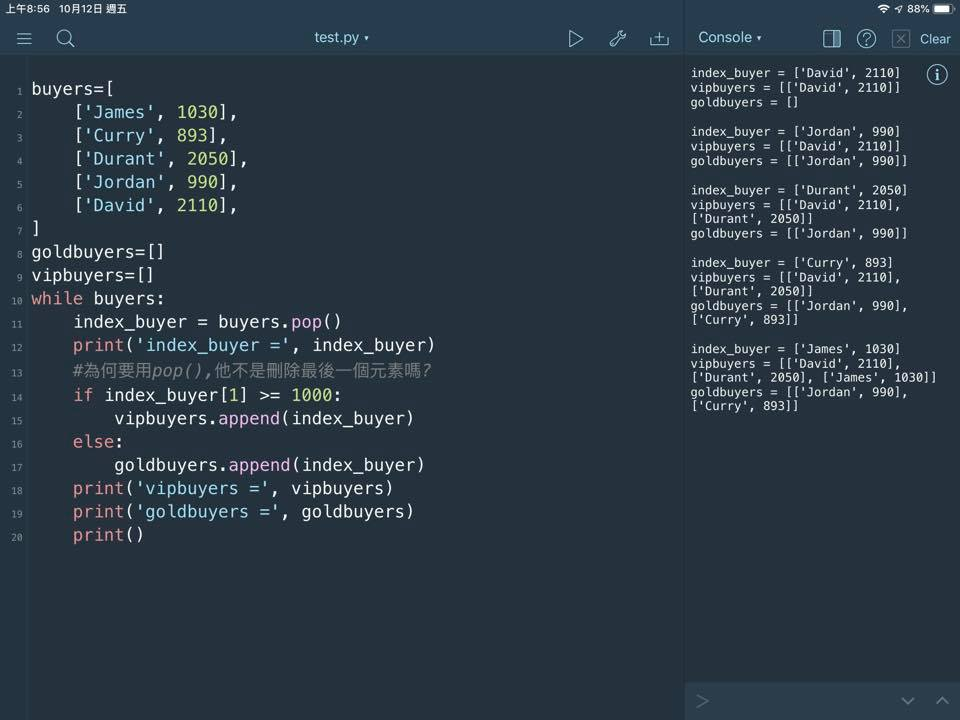 上午8:56 10月12日 週五
88%
test.py
Console
Clear
1 buyers=[
2 ['James', 1030],
3 ['Curry', 893],
4 ['Durant', 2050],
5 ['Jordan', 990],
6 ['David', 2110],
7 ]
8 goldbuyers=[]
9 vipbuyers=[]
10 while buyers:
11 index_buyer = buyers.pop()
12 print('index_buyer =', index_buyer)
13 #為何要用pop(),他不是刪除最後一個元素嗎?
14 if index_buyer[1] >= 1000:
15 vipbuyers.append(index_buyer)
16 else:
17 goldbuyers.append(index_buyer)
18 print('vipbuyers =', vipbuyers)
19 print('goldbuyers =', goldbuyers)
20 print()
index_buyer = ['David', 2110]
vipbuyers = [['David', 2110]]
goldbuyers = []
index_buyer = ['Jordan', 990]
vipbuyers = [['David', 2110]]
goldbuyers = [['Jordan', 990]]
index_buyer = ['Durant', 2050]
vipbuyers = [['David', 2110],
['Durant', 2050]]
goldbuyers = [['Jordan', 990]]
index_buyer = ['Curry', 893]
vipbuyers = [['David', 2110],
['Durant', 2050]]
goldbuyers = [['Jordan', 990],
['Curry', 893]]
index_buyer = ['James', 1030]
vipbuyers = [['David', 2110],
['Durant', 2050], ['James', 1030]]
goldbuyers = [['Jordan', 990],
['Curry', 893]]
>